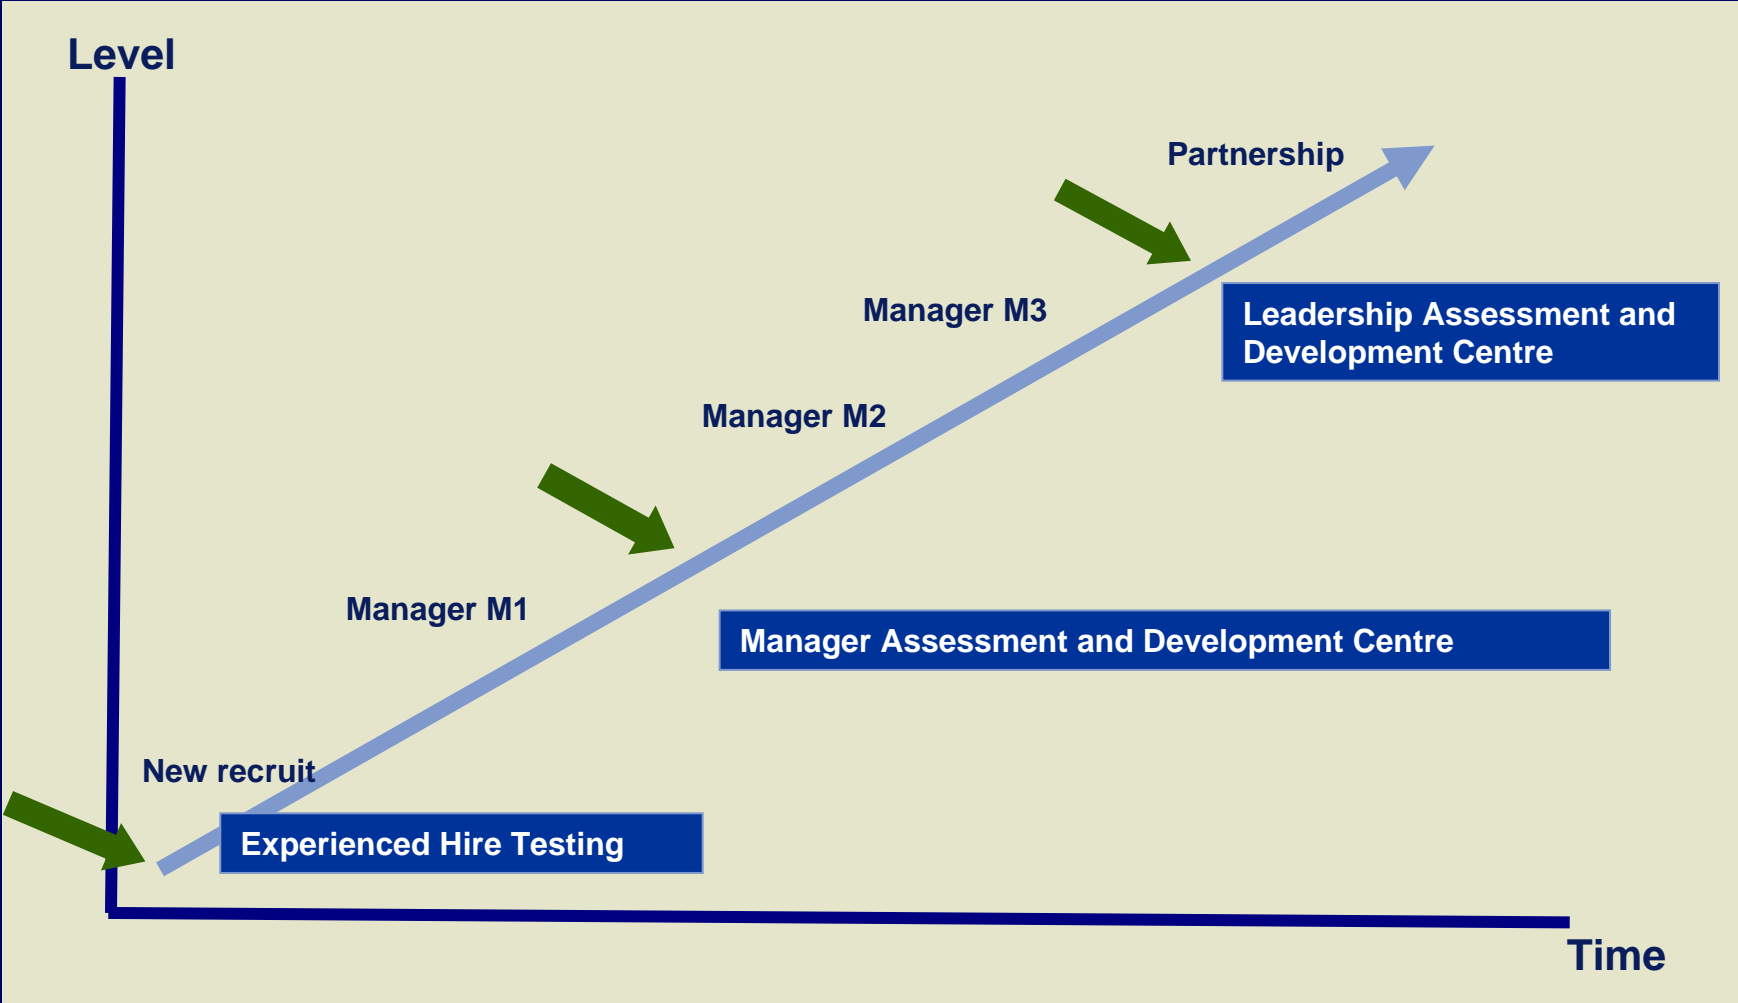 Level
Partnership
Manager M3
Leadership Assessment and
Development Centre
Manager M2
Manager M1
Manager Assessment and Development Centre
New recruit
Experienced Hire Testing
Time